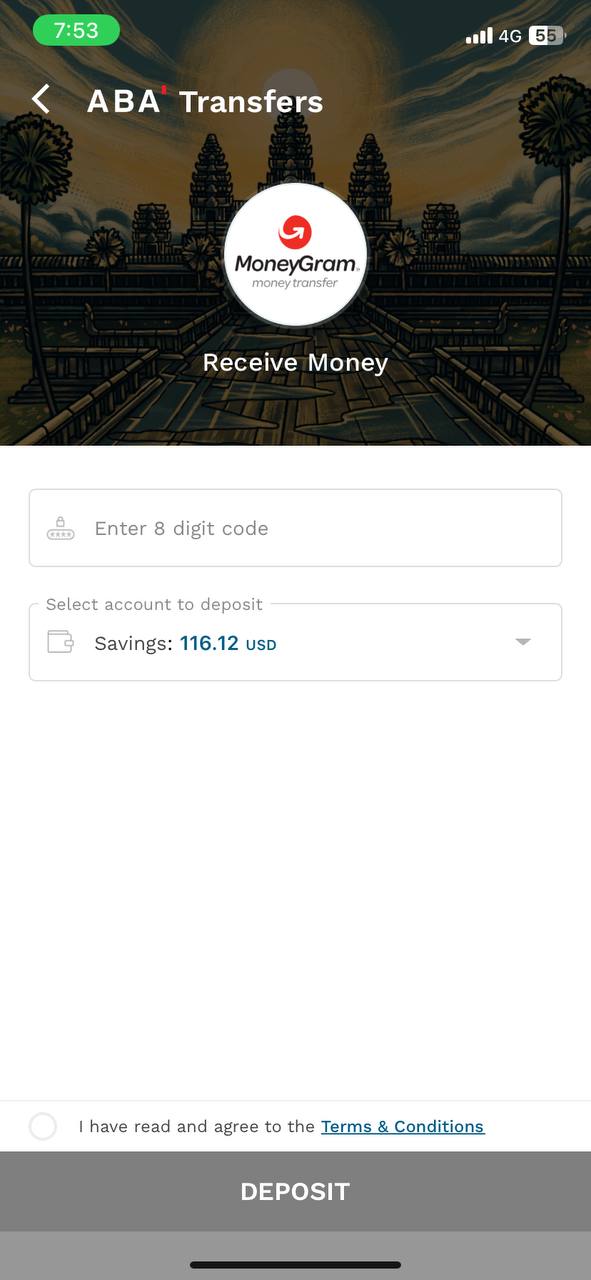 7:53
4G
55
ABA' Transfers
MoneyGram®
money transfer
Receive Money
Enter 8 digit code
Select account to deposit
Savings: 116.12 USD
I have read and agree to the Terms & Conditions
DEPOSIT